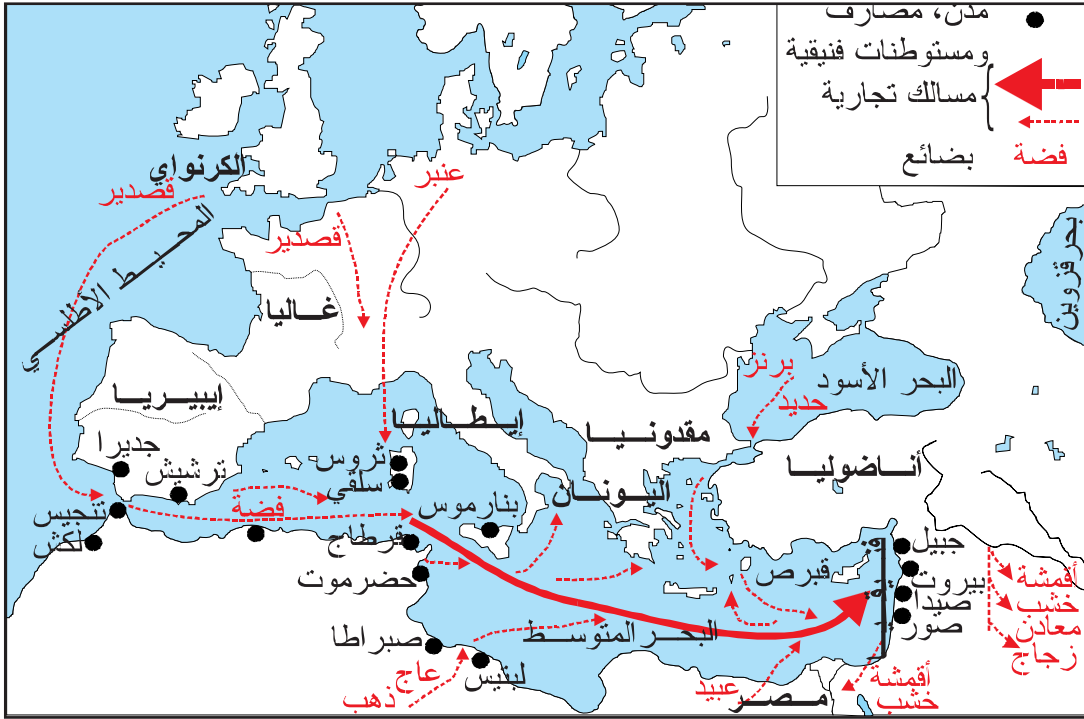 مدن، مصارف
ومستوطنات فنيقية
مسالك تجارية
فضة
بضائع
الكرنواي
قصدير
عنبر
قصدير
المحيط الأطلسي
غاليا
بحر قزوين
برنز
حديد
البحر الأسود
إيبيريا
إيطاليا
مقدونيا
أناضوليا
اليونان
جديرا
ترشيش
ثروس
سلقي
بنارموس
فضة
تنجيس
لكش
قرطاج
حضرموت
قبرص
جبيل
بيروت
صيدا
صور
أقمشة
خشب
معادن
زجاج
البحر المتوسط
صبراطا
لبتيس
عاج
ذهب
عبيد
مصر
أقمشة
خشب